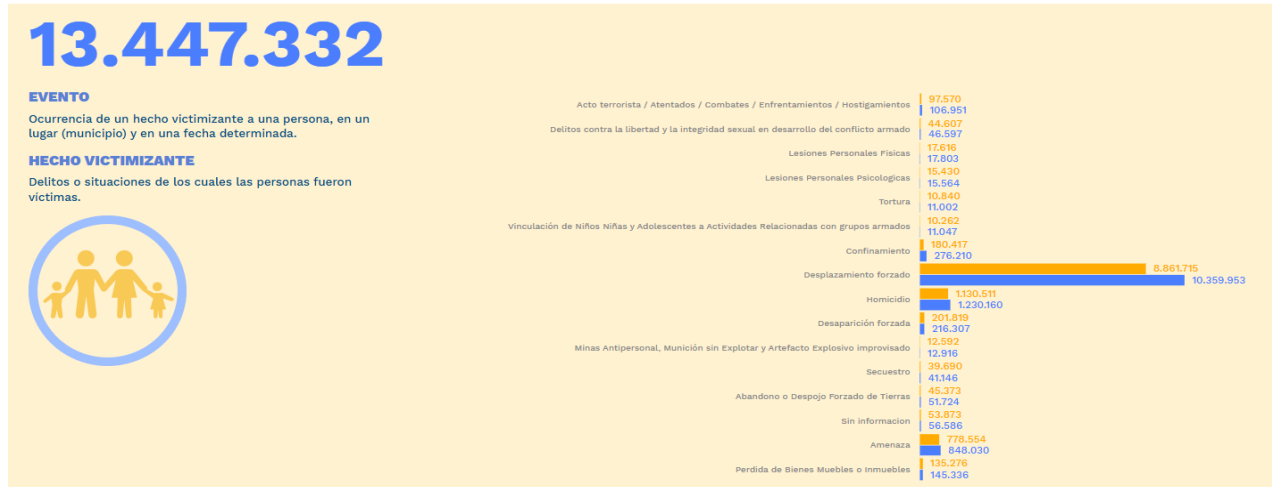 13.447.332
EVENTO
Ocurrencia de un hecho victimizante a una persona, en un
lugar (municipio) y en una fecha determinada.
HECHO VICTIMIZANTE
Delitos o situaciones de los cuales las personas fueron
víctimas.
Acto terrorista / Atentados / Combates / Enfrentamientos / Hostigamientos
97.570
106.951
Delitos contra la libertad y la integridad sexual en desarrollo del conflicto armado
44.607
46.597
Lesiones Personales Fisicas
17.616
17.803
Lesiones Personales Psicologicas
15.430
15.564
Tortura
10.840
11.002
Vinculación de Niños Niñas y Adolescentes a Actividades Relacionadas con grupos armados
10.262
11.047
Confinamiento
180.417
276.210
Desplazamiento forzado
8.861.715
10.359.953
Homicidio
1.130.511
1.230.160
Desaparición forzada
201.819
216.307
Minas Antipersonal, Munición sin Explotar y Artefacto Explosivo improvisado
12.592
12.916
Secuestro
39.690
41.146
Abandono o Despojo Forzado de Tierras
45.373
51.724
Sin informacion
53.873
56.586
Amenaza
778.554
848.030
Perdida de Bienes Muebles o Inmuebles
135.276
145.336